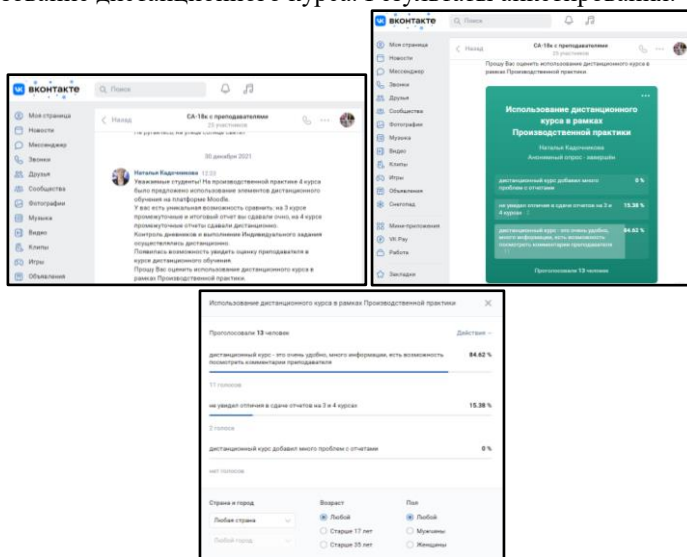 ВКОНТАКТЕ
Поиск
Моя страница
Новости
Мессенджер
Звонки
Друзья
Сообщества
Фотографии
Музыка
Видео
Клипы
Игры
Объявления
Назад
СА-18к с преподавателями
25 участников
30 декабря 2021
Наталья Кадочникова 12:32
Уважаемые студенты! На производственной практике 4 курса
было предложено использование элементов дистанционного
обучения на платформе Moodle.
У вас есть уникальная возможность сравнить, на 3 курсе
промежуточные и итоговый отчет вы сдавали очно, на 4 курсе
промежуточные отчеты сдавали дистанционно.
Контроль дневников и выполнения Индивидуального задания
осуществлялись дистанционно.
Появилась возможность увидеть оценку преподавателя в
курсе дистанционного обучения.
Прошу Вас оценить использование дистанционного курса в
рамках Производственной практики.
ВКОНТАКТЕ
Поиск
Моя страница
Новости
Мессенджер
Звонки
Друзья
Сообщества
Фотографии
Музыка
Видео
Клипы
Игры
Объявления
Снегопад
Мини-приложения
VK Pay
Работа
Закладки
Назад
СА-18к с преподавателями
25 участников
Прошу Вас оценить использование дистанционного курса в
рамках Производственной практики
Использование дистанционного
курса в рамках
Производственной практики
Наталья Кадочникова
Анонимный опрос · завершён
дистанционный курс добавил много
проблем с отчетами
0 %
не увидел отличия в сдаче отчетов на 3 и
4 курсах · 2
15.38 %
дистанционный курс - это очень удобно,
много информации, есть возможность
посмотреть комментарии преподавателя
· 11
84.62 %
Проголосовали 13 человек
Использование дистанционного курса в рамках Производственной практики
Проголосовали 13 человек
Действия
дистанционный курс - это очень удобно, много информации, есть возможность
посмотреть комментарии преподавателя
84.62 %
11 голосов
не увидел отличия в сдаче отчетов на 3 и 4 курсах
15.38 %
2 голоса
дистанционный курс добавил много проблем с отчетами
0 %
нет голосов
Страна и город
Любая страна
Любой город
Возраст
Любой
Старше 17 лет
Старше 35 лет
Пол
Любой
Мужчины
Женщины